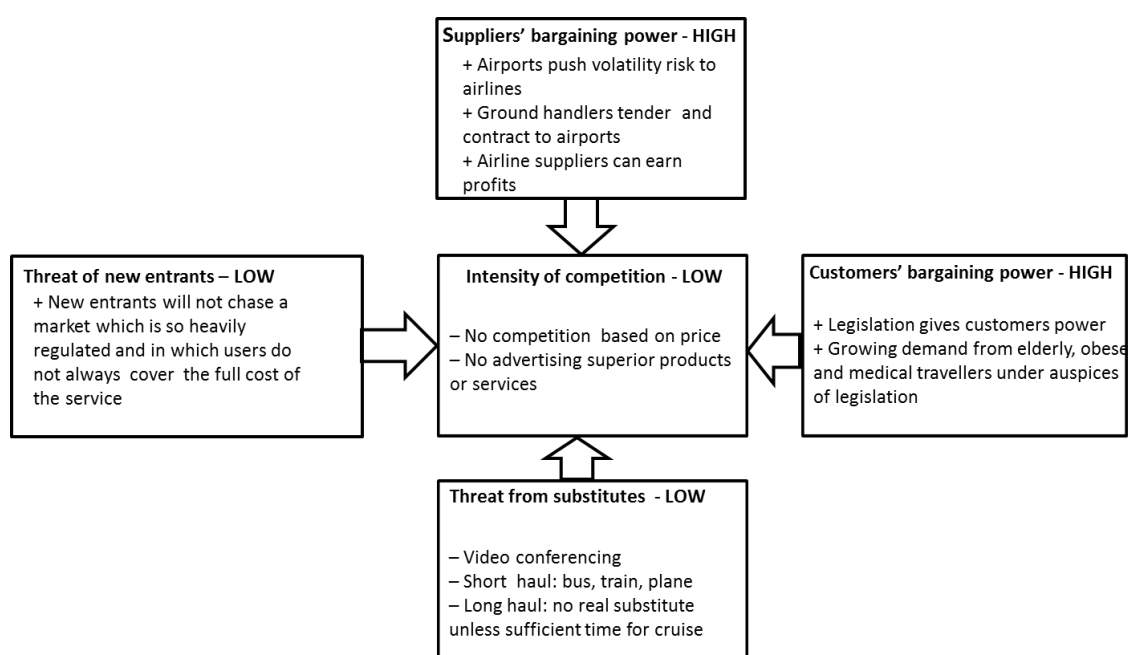 Suppliers' bargaining power - HIGH
+ Airports push volatility risk to
airlines
+ Ground handlers tender and
contract to airports
+ Airline suppliers can earn
profits
Threat of new entrants – LOW
+ New entrants will not chase a
market which is so heavily
regulated and in which users do
not always cover the full cost of
the service
Intensity of competition - LOW
– No competition based on price
– No advertising superior products
or services
Customers' bargaining power - HIGH
+ Legislation gives customers power
+ Growing demand from elderly, obese
and medical travellers under auspices
of legislation
Threat from substitutes - LOW
– Video conferencing
– Short haul: bus, train, plane
– Long haul: no real substitute
unless sufficient time for cruise